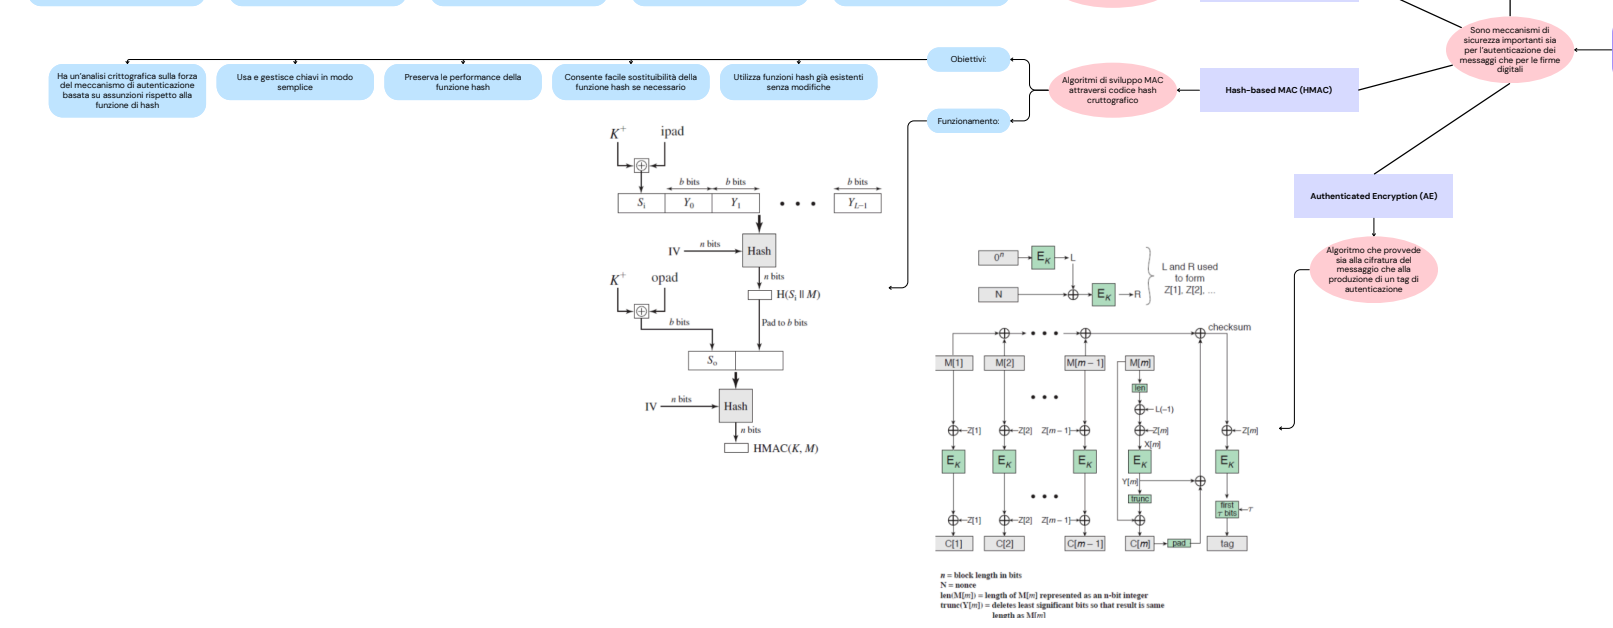 Sono meccanismi di
sicurezza importanti sia
per l'autenticazione dei
messaggi che per le firme
digitali
Obiettivi:
Ha un'analisi crittografica sulla forza
del meccanismo di autenticazione
basata su assunzioni rispetto alla
funzione di hash
Usa e gestisce chiavi in modo
semplice
Preserva le performance della
funzione hash
Consente facile sostituibilità della
funzione hash se necessario
Utilizza funzioni hash già esistenti
senza modifiche
Algoritmi di sviluppo MAC
attraversi codice hash
cruttografico
Hash-based MAC (HMAC)
Funzionamento:
K⁺ ipad
b bits b bits b bits
Sᵢ Y₀ Y₁ • • • Y_{L−1}
IV n bits Hash
n bits
K⁺ opad
H(Sᵢ || M)
b bits Pad to b bits
Sₒ
IV n bits Hash
n bits
HMAC(K, M)
Authenticated Encryption (AE)
Algoritmo che provvede
sia alla cifratura del
messaggio che alla
produzione di un tag di
autenticazione
0ⁿ E_K L
N E_K R
L and R used
to form
Z[1], Z[2], ...
checksum
M[1] M[2] M[m − 1] M[m]
len
L(−1)
Z[1] Z[2] Z[m − 1] Z[m] Z[m]
X[m]
E_K E_K E_K E_K E_K
Y[m]
trunc
first
τ bits τ
Z[1] Z[2] Z[m − 1]
C[1] C[2] C[m − 1] C[m] pad tag
n = block length in bits
N = nonce
len(M[m]) = length of M[m] represented as an n-bit integer
trunc(Y[m]) = deletes least significant bits so that result is same
length as M[m]